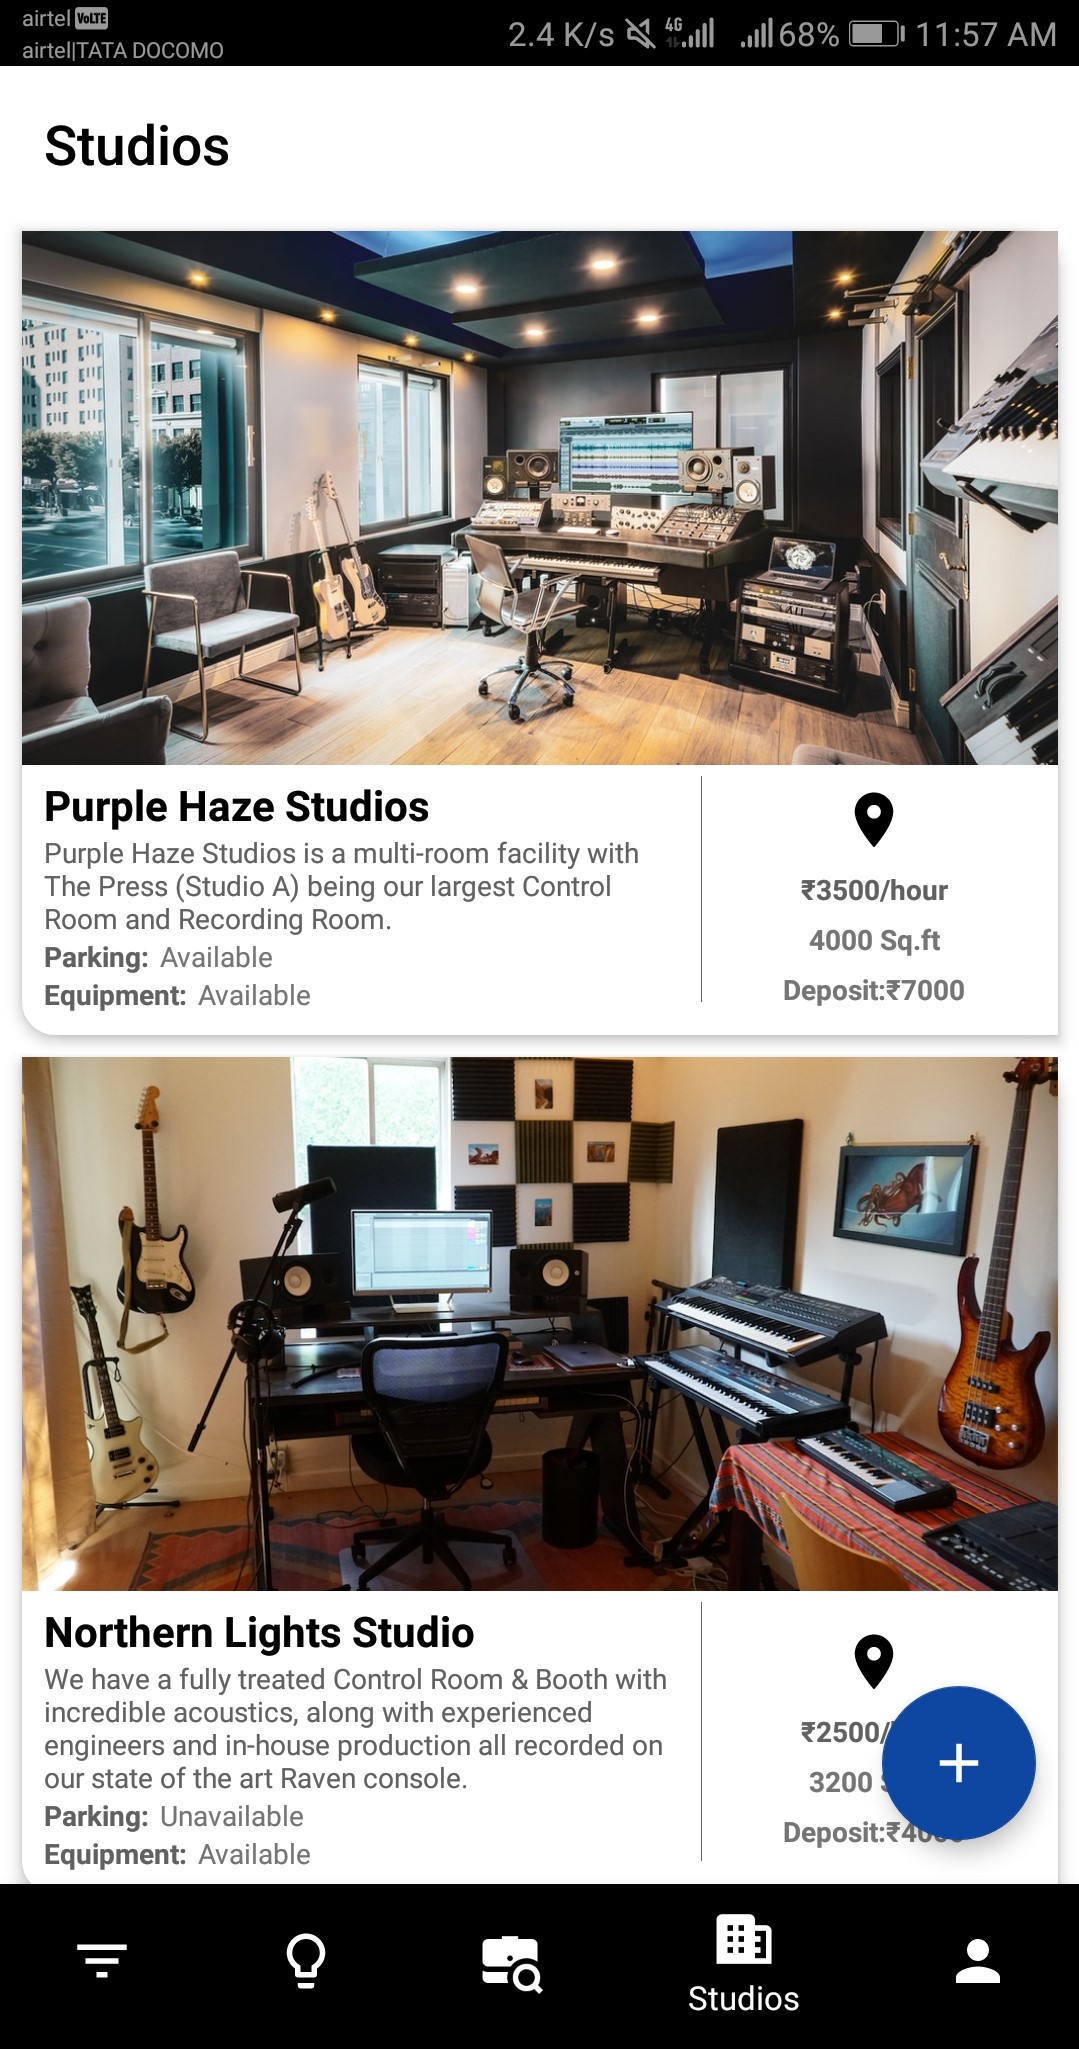 airtel VoLTE
airtel|TATA DOCOMO
2.4 K/s 4G 68% 11:57 AM
Studios
Purple Haze Studios
Purple Haze Studios is a multi-room facility with
The Press (Studio A) being our largest Control
Room and Recording Room.
Parking: Available
Equipment: Available
₹3500/hour
4000 Sq.ft
Deposit:₹7000
Northern Lights Studio
We have a fully treated Control Room & Booth with
incredible acoustics, along with experienced
engineers and in-house production all recorded on
our state of the art Raven console.
Parking: Unavailable
Equipment: Available
₹2500/
3200
Deposit:₹4000
Studios